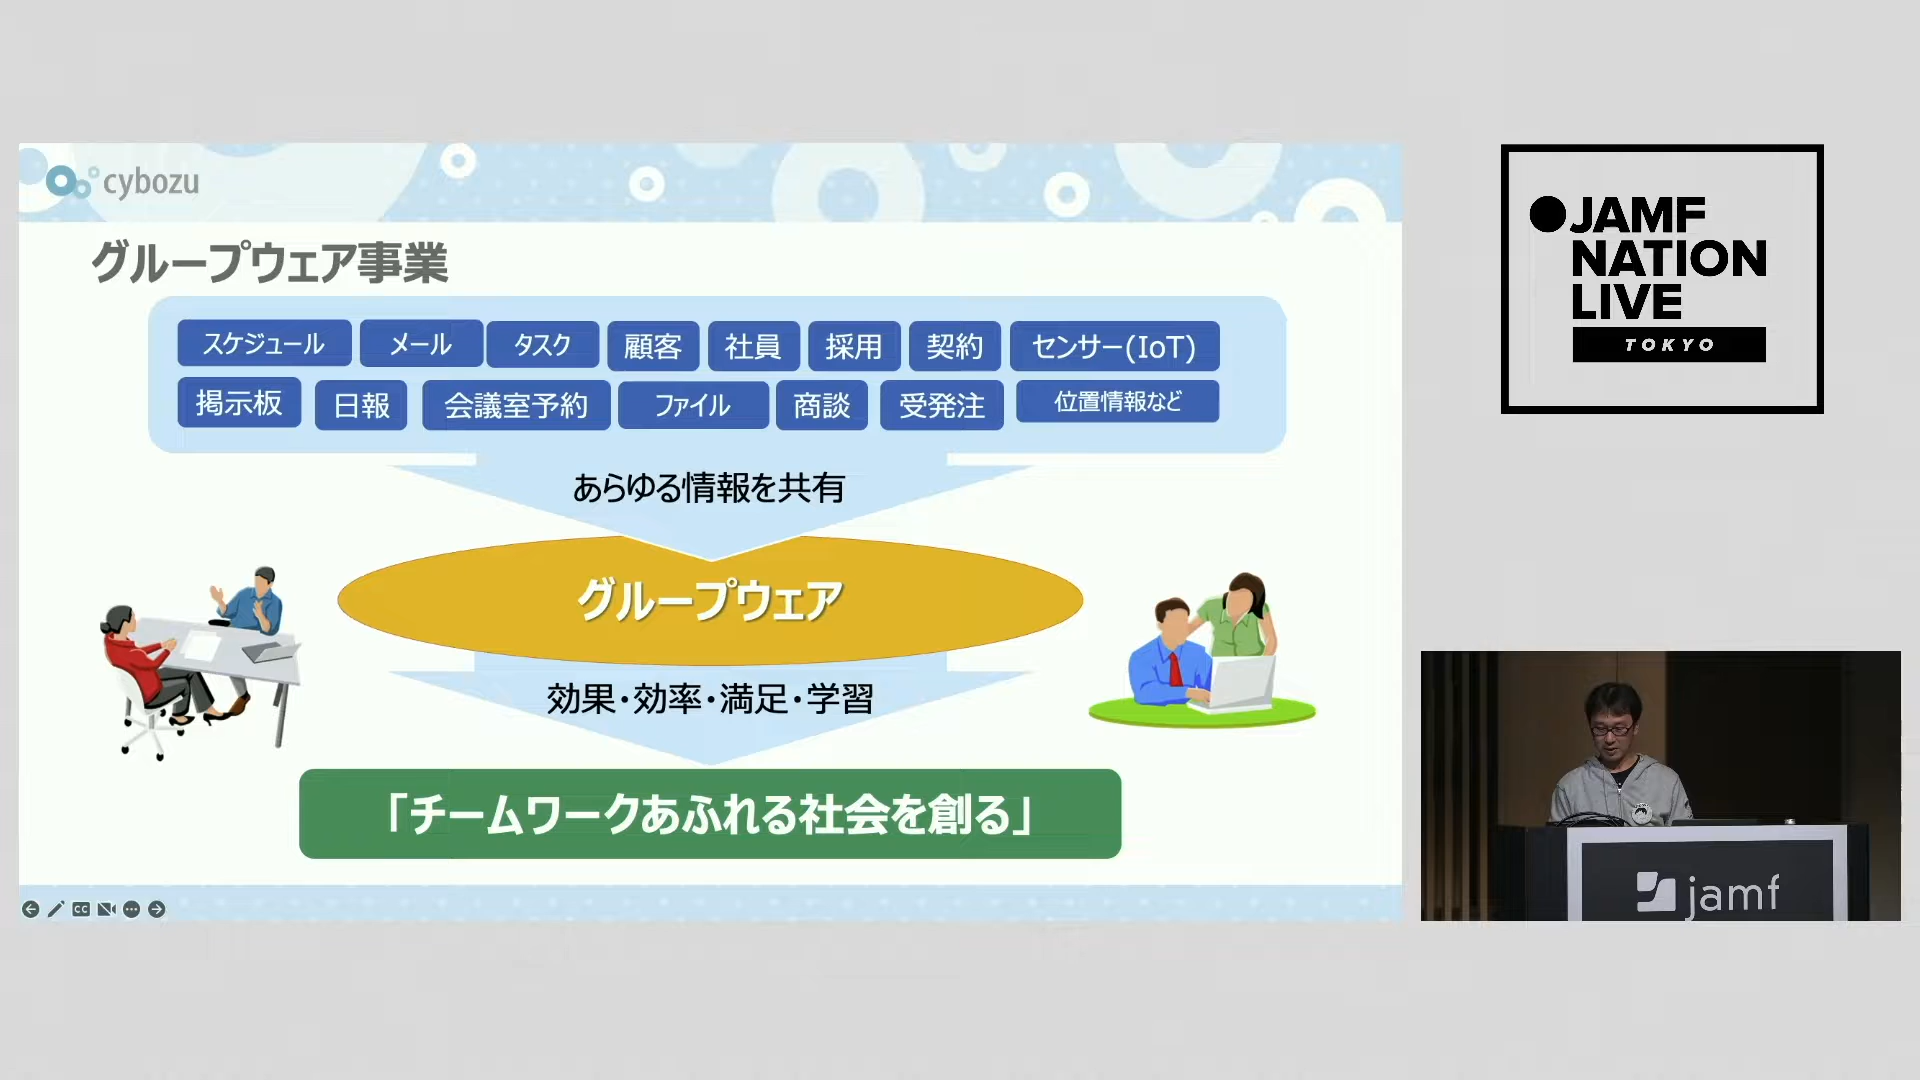 cybozu
グループウェア事業
スケジュール メール タスク 顧客 社員 採用 契約 センサー(IoT)
掲示板 日報 会議室予約 ファイル 商談 受発注 位置情報など
あらゆる情報を共有
グループウェア
効果・効率・満足・学習
「チームワークあふれる社会を創る」
CC
JAMF
NATION
LIVE
TOKYO
jamf